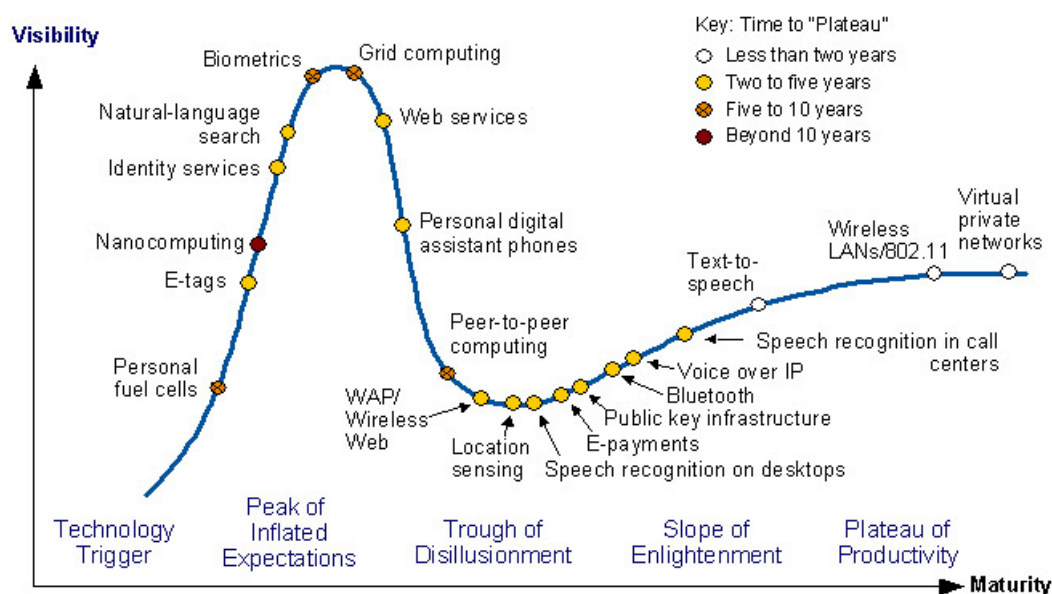 Visibility
Key: Time to "Plateau"
Less than two years
Two to five years
Five to 10 years
Beyond 10 years
Biometrics
Grid computing
Natural-language
search
Web services
Identity services
Nanocomputing
E-tags
Personal digital
assistant phones
Personal
fuel cells
Peer-to-peer
computing
WAP/
Wireless
Web
Location
sensing
Speech recognition on desktops
E-payments
Public key infrastructure
Bluetooth
Voice over IP
Speech recognition in call
centers
Text-to-
speech
Wireless
LANs/802.11
Virtual
private
networks
Technology
Trigger
Peak of
Inflated
Expectations
Trough of
Disillusionment
Slope of
Enlightenment
Plateau of
Productivity
Maturity